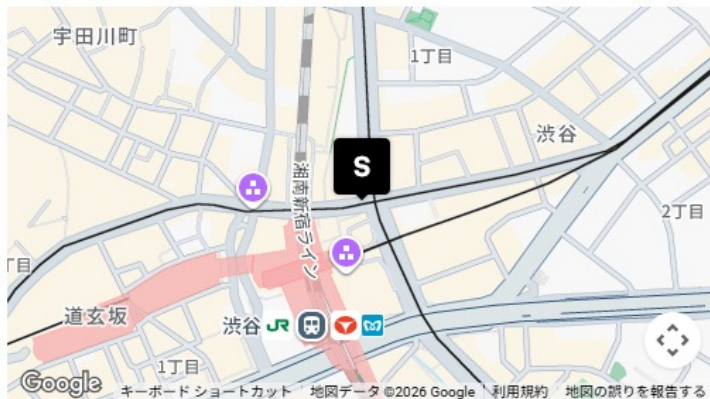 宇田川町
1丁目
渋谷
S
湘南新宿ライン
2丁目
丁目
道玄坂
渋谷 JR
1丁目
Google
キーボード ショートカット 地図データ ©2026 Google 利用規約 地図の誤りを報告する